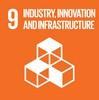 9 INDUSTRY, INNOVATION
AND INFRASTRUCTURE